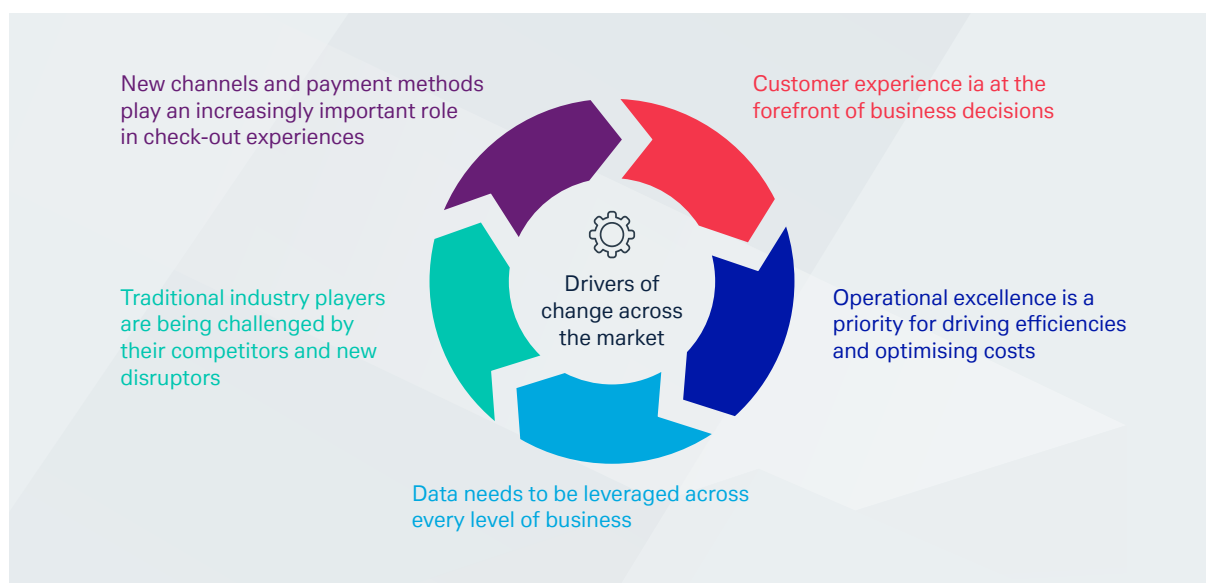 New channels and payment methods
play an increasingly important role
in check-out experiences
Customer experience ia at the
forefront of business decisions
Drivers of
change across
the market
Traditional industry players
are being challenged by
their competitors and new
disruptors
Operational excellence is a
priority for driving efficiencies
and optimising costs
Data needs to be leveraged across
every level of business